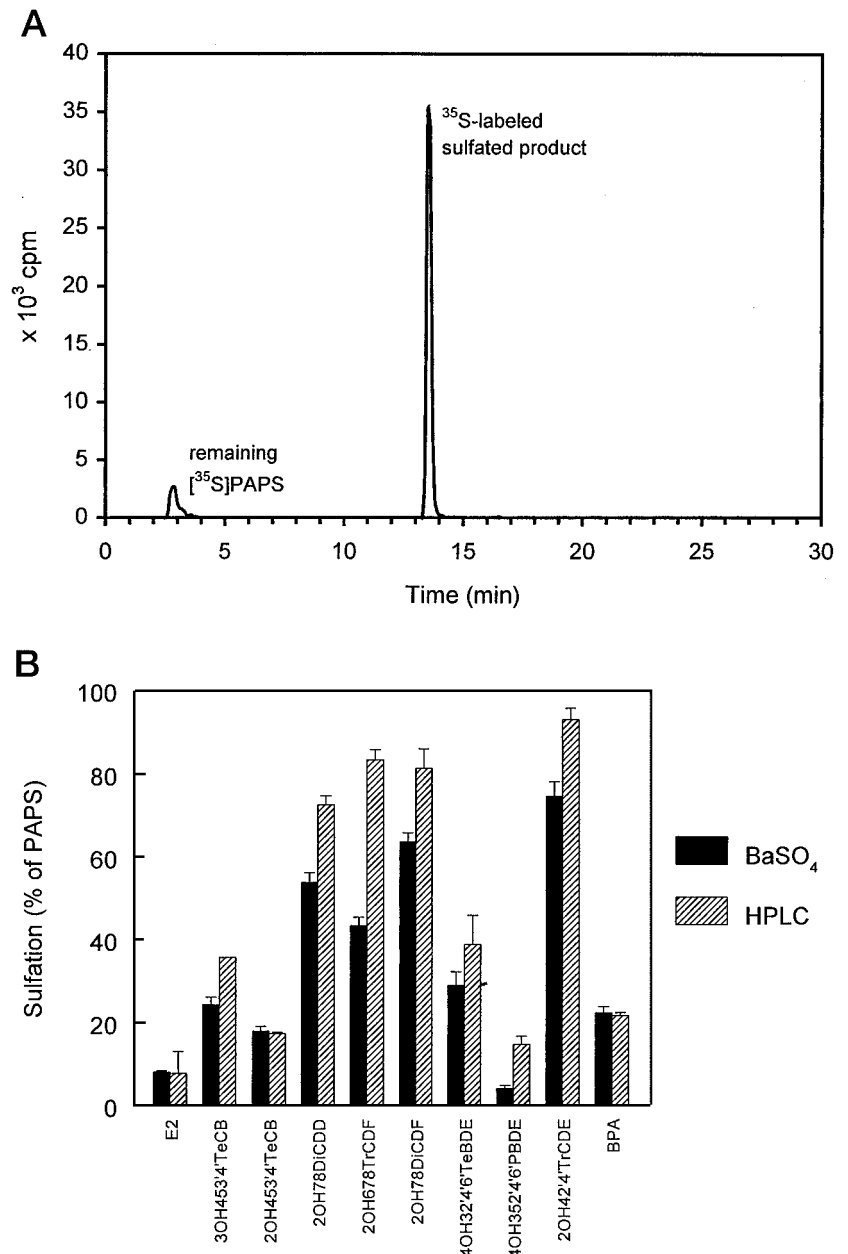 A
40
35
30
25
20
15
10
5
0
x 10³ cpm
³⁵S-labeled
sulfated product
remaining
[³⁵S]PAPS
0 5 10 15 20 25 30
Time (min)
B
100
80
60
40
20
0
Sulfation (% of PAPS)
BaSO₄
HPLC
E2
3OH453'4'TeCB
2OH453'4'TeCB
2OH78DiCDD
2OH678TrCDF
2OH78DiCDF
4OH32'4'6'TeBDE
4OH352'4'6'PBDE
2OH42'4'TrCDE
BPA